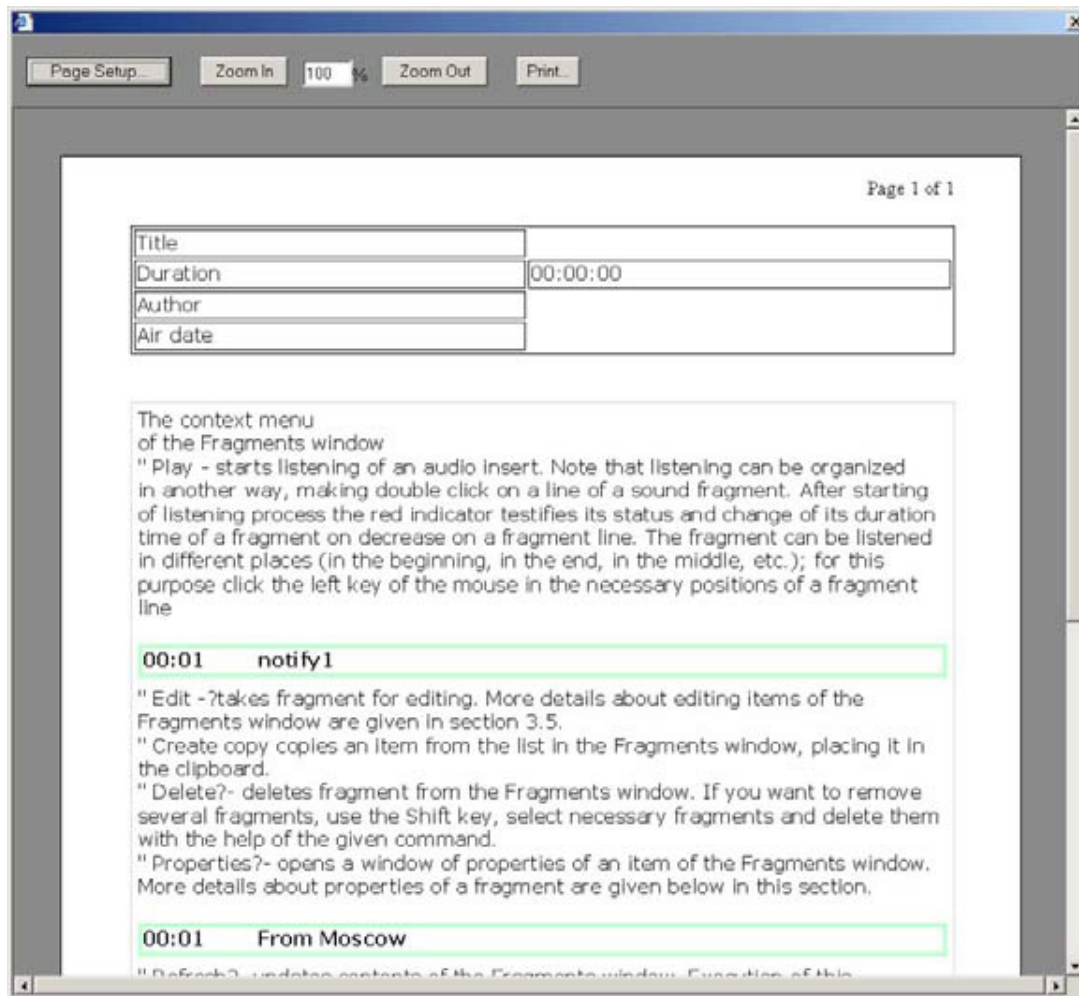 Page Setup...
Zoom In
100 %
Zoom Out
Print...
Page 1 of 1
Title
Duration 00:00:00
Author
Air date
The context menu
of the Fragments window
" Play - starts listening of an audio insert. Note that listening can be organized
in another way, making double click on a line of a sound fragment. After starting
of listening process the red indicator testifies its status and change of its duration
time of a fragment on decrease on a fragment line. The fragment can be listened
in different places (in the beginning, in the end, in the middle, etc.); for this
purpose click the left key of the mouse in the necessary positions of a fragment
line
00:01 notify1
" Edit -?takes fragment for editing. More details about editing items of the
Fragments window are given in section 3.5.
" Create copy copies an item from the list in the Fragments window, placing it in
the clipboard.
" Delete?- deletes fragment from the Fragments window. If you want to remove
several fragments, use the Shift key, select necessary fragments and delete them
with the help of the given command.
" Properties?- opens a window of properties of an item of the Fragments window.
More details about properties of a fragment are given below in this section.
00:01 From Moscow
" Refresh?- updates contents of the Fragments window. Execution of this